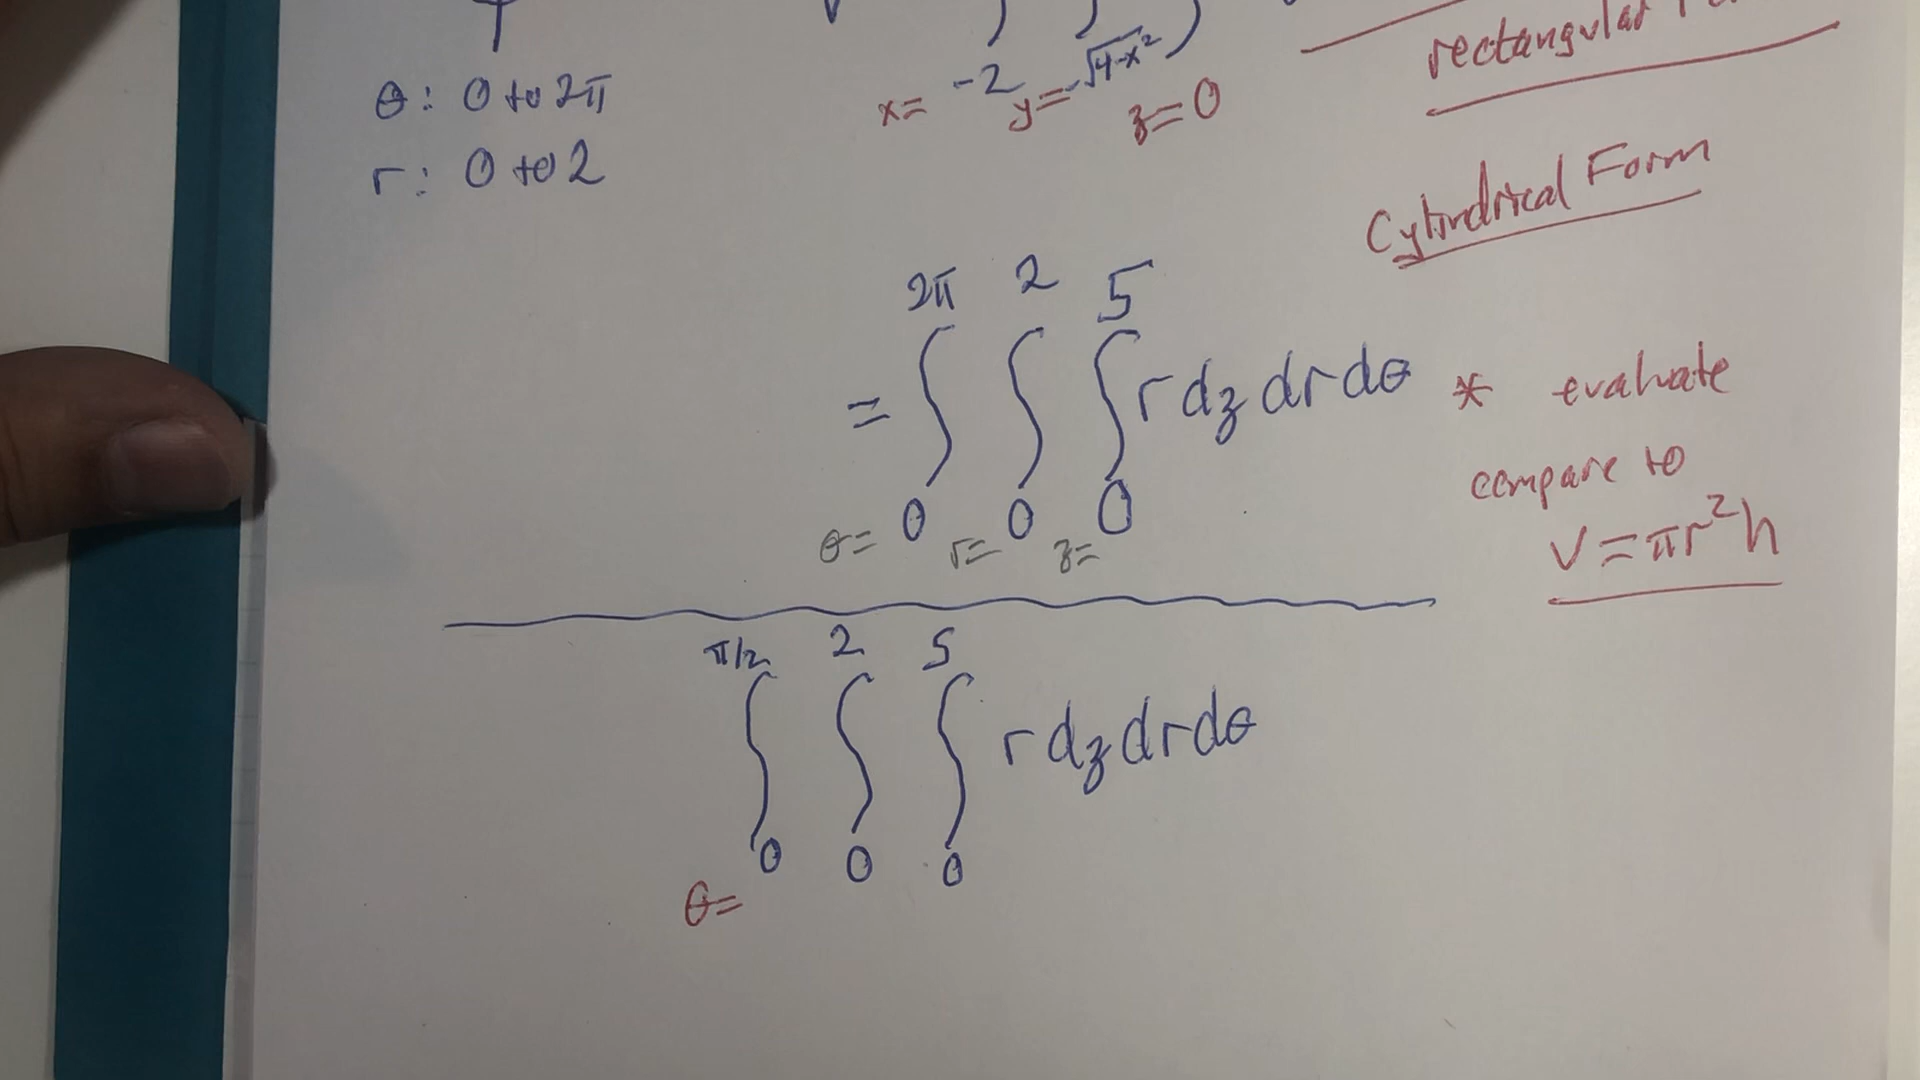 rectangular
θ: 0 to 2π
x= -2 y= -√4-x² z=0
r: 0 to 2
Cylindrical Form
2π 2 5
= ∫ ∫ ∫ r dz dr dθ * evaluate
compare to
θ= 0 r= 0 z= 0
V = πr²h
π/2 2 5
∫ ∫ ∫ r dz dr dθ
0 0 0
θ=